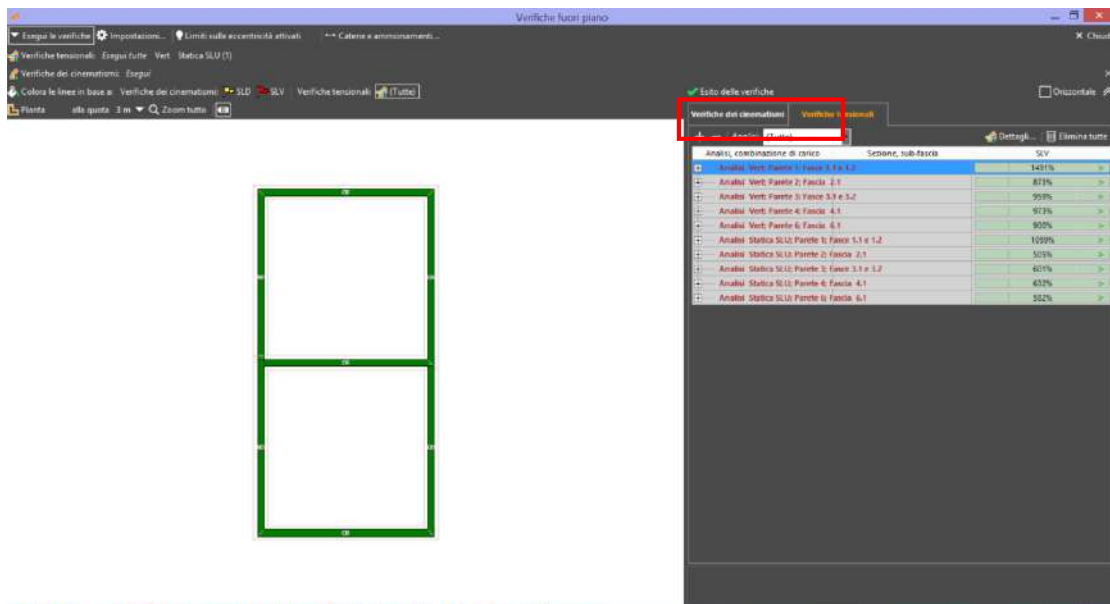 Verifiche fuori piano
Esegui le verifiche Impostazioni... Limiti sulle eccentricità attivati Catene e ammorsamenti... Chiudi
Verifiche tensionali: Esegui tutte Vert Statica SLU (1)
Verifiche dei cinematismi: Esegui
Colora le linee in base a: Verifiche dei cinematismi: SLD SLV Verifiche tensionali: (Tutte)
Pianta alla quota 3 m Zoom tutto
Esito delle verifiche Orizzontale
Verifiche dei cinematismi Verifiche tensionali
Analisi (Tutte) Dettagli... Elimina tutte
Analisi, combinazione di carico Sezione, sub-fascia SLV
Analisi Vert; Parete 1; Fasce 1.1 e 1.2 1491%
Analisi Vert; Parete 2; Fascia 2.1 873%
Analisi Vert; Parete 3; Fasce 3.1 e 3.2 959%
Analisi Vert; Parete 4; Fascia 4.1 973%
Analisi Vert; Parete 6; Fascia 6.1
Analisi Statica SLU; Parete 1; Fasce 1.1 e 1.2
Analisi Statica SLU; Parete 2; Fascia 2.1
Analisi Statica SLU; Parete 3; Fasce 3.1 e 3.2 601%
Analisi Statica SLU; Parete 4; Fascia 4.1
Analisi Statica SLU; Parete 6; Fascia 6.1